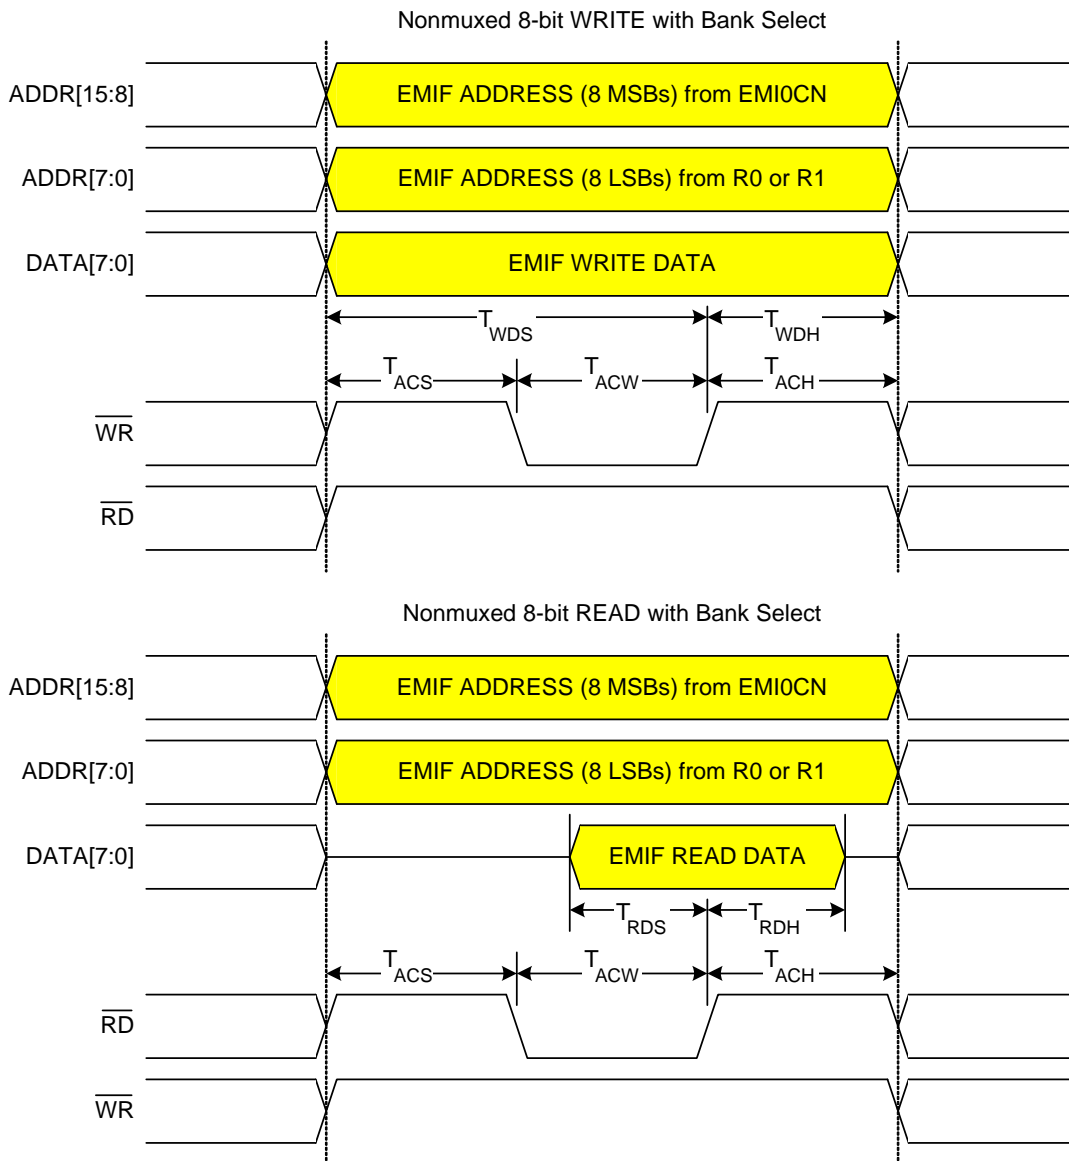 Nonmuxed 8-bit WRITE with Bank Select
ADDR[15:8]
EMIF ADDRESS (8 MSBs) from EMI0CN
ADDR[7:0]
EMIF ADDRESS (8 LSBs) from R0 or R1
DATA[7:0]
EMIF WRITE DATA
TWDS TWDH
TACS TACW TACH
WR
RD
Nonmuxed 8-bit READ with Bank Select
ADDR[15:8]
EMIF ADDRESS (8 MSBs) from EMI0CN
ADDR[7:0]
EMIF ADDRESS (8 LSBs) from R0 or R1
DATA[7:0]
EMIF READ DATA
TRDS TRDH
TACS TACW TACH
RD
WR